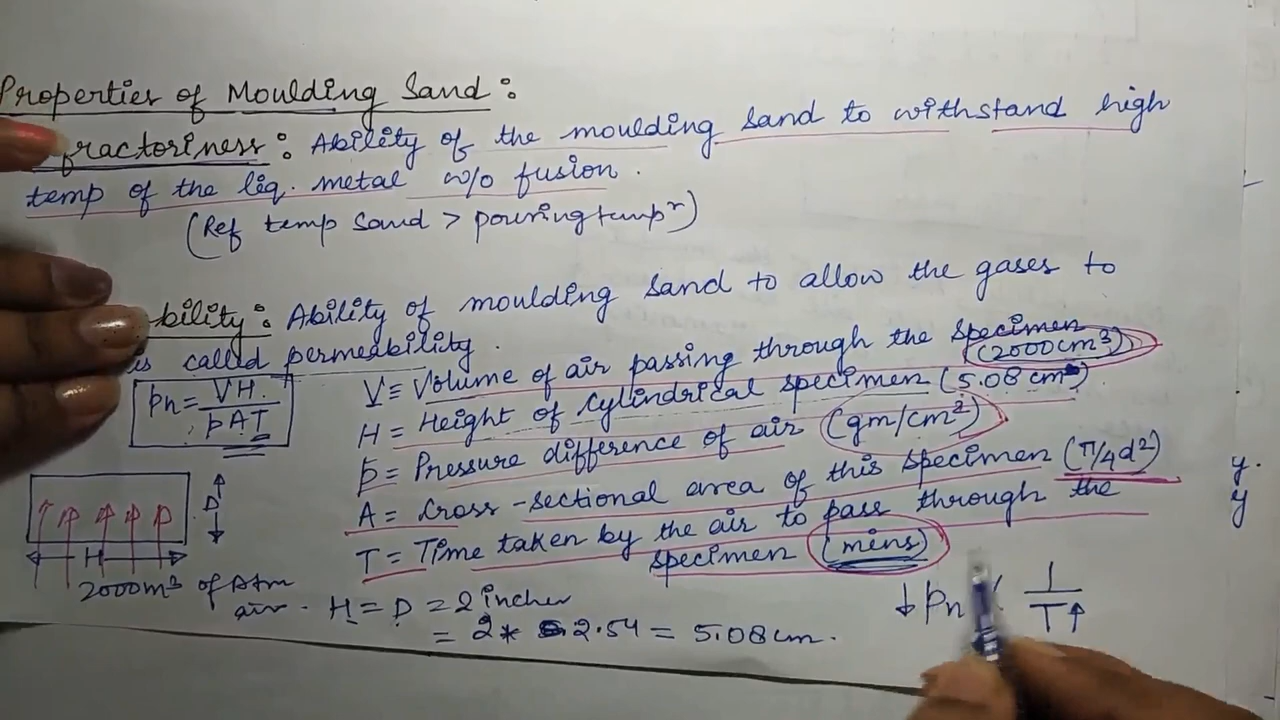 Properties of Moulding Sand :
fractoriness : Ability of the moulding sand to withstand high
temp of the liq. metal w/o fusion .
(Ref temp sand > pouring tempr)
bility : Ability of moulding sand to allow the gases to
is called permeability .
pn = VH / pAT
V = Volume of air passing through the specimen (2000cm³)
H = Height of cylindrical specimen (5.08 cm)
p = Pressure difference of air (gm/cm²)
A = Cross-sectional area of this specimen (π/4d²)
T = Time taken by the air to pass through the
specimen (mins)
D
H
2000m³ of Atm
air .
H = D = 2 inches
= 2 * 2.54 = 5.08cm .
↓ pn 1 / T↑
y.
y